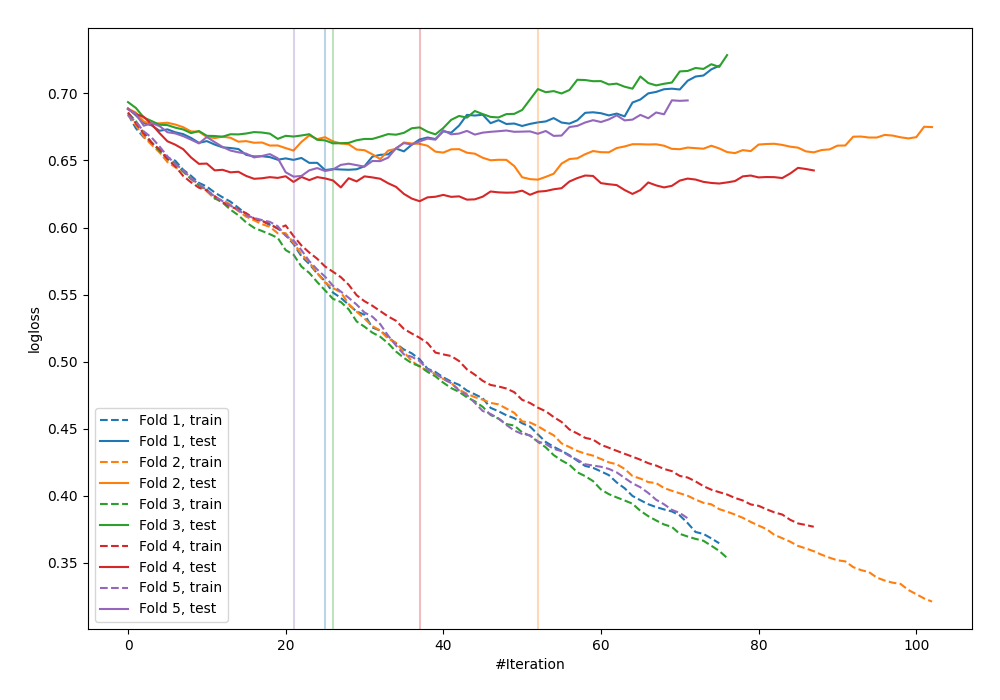 0.70
0.65
0.60
0.55
0.50
0.45
0.40
0.35
logloss
Fold 1, train
Fold 1, test
Fold 2, train
Fold 2, test
Fold 3, train
Fold 3, test
Fold 4, train
Fold 4, test
Fold 5, train
Fold 5, test
0 20 40 60 80 100
#Iteration